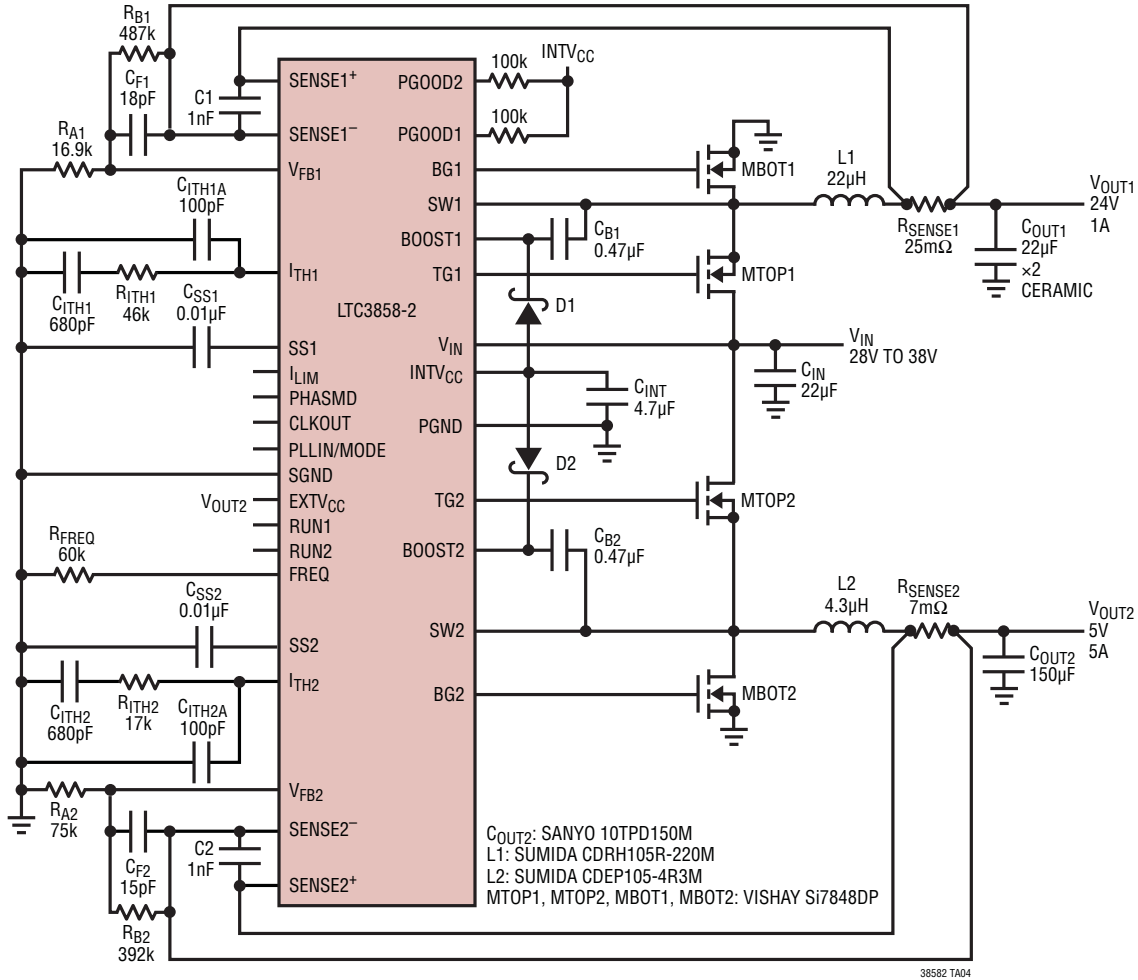 RB1
487k
CF1
18pF
C1
1nF
RA1
16.9k
CITH1A
100pF
CITH1
680pF
RITH1
46k
CSS1
0.01µF
VOUT2
RFREQ
60k
CSS2
0.01µF
CITH2
680pF
RITH2
17k
CITH2A
100pF
RA2
75k
CF2
15pF
C2
1nF
RB2
392k
SENSE1+
SENSE1–
VFB1
ITH1
LTC3858-2
SS1
ILIM
PHASMD
CLKOUT
PLLIN/MODE
SGND
EXTVCC
RUN1
RUN2
FREQ
SS2
ITH2
VFB2
SENSE2–
SENSE2+
PGOOD2
PGOOD1
BG1
SW1
BOOST1
TG1
VIN
INTVCC
PGND
TG2
BOOST2
SW2
BG2
100k
INTVCC
100k
MBOT1
L1
22µH
RSENSE1
25mΩ
VOUT1
24V
1A
COUT1
22µF
×2
CERAMIC
CB1
0.47µF
MTOP1
D1
VIN
28V TO 38V
CIN
22µF
CINT
4.7µF
D2
MTOP2
CB2
0.47µF
L2
4.3µH
RSENSE2
7mΩ
VOUT2
5V
5A
COUT2
150µF
MBOT2
COUT2: SANYO 10TPD150M
L1: SUMIDA CDRH105R-220M
L2: SUMIDA CDEP105-4R3M
MTOP1, MTOP2, MBOT1, MBOT2: VISHAY Si7848DP
38582 TA04